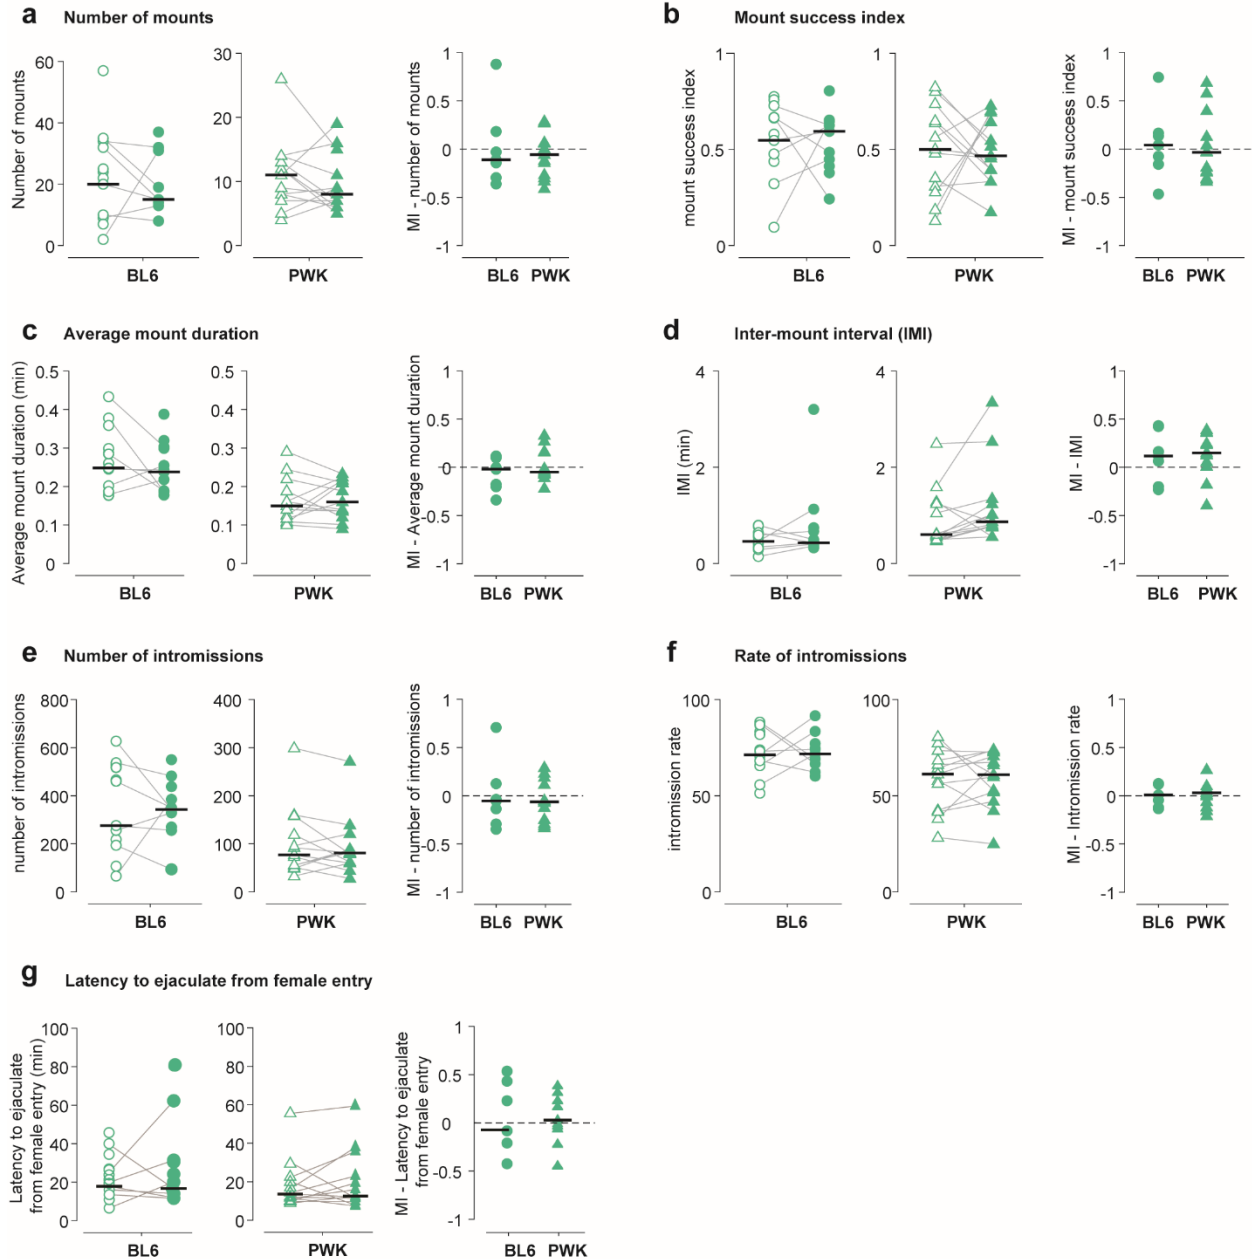 a Number of mounts
Number of mounts
60
40
20
0
BL6
30
20
10
0
PWK
MI - number of mounts
1
0.5
0
-0.5
-1
BL6 PWK
b Mount success index
mount success index
1
0.5
0
BL6
1
0.5
0
PWK
MI - mount success index
1
0.5
0
-0.5
-1
BL6 PWK
c Average mount duration
Average mount duration (min)
0.5
0.4
0.3
0.2
0.1
0
BL6
0.5
0.4
0.3
0.2
0.1
0
PWK
MI - Average mount duration
1
0.5
0
-0.5
-1
BL6 PWK
d Inter-mount interval (IMI)
IMI (min)
4
2
0
BL6
4
2
0
PWK
MI - IMI
1
0.5
0
-0.5
-1
BL6 PWK
e Number of intromissions
number of intromissions
800
600
400
200
0
BL6
400
300
200
100
0
PWK
MI - number of intromissions
1
0.5
0
-0.5
-1
BL6 PWK
f Rate of intromissions
intromission rate
100
50
0
BL6
100
50
0
PWK
MI - Intromission rate
1
0.5
0
-0.5
-1
BL6 PWK
g Latency to ejaculate from female entry
Latency to ejaculate
from female entry (min)
100
80
60
40
20
0
BL6
100
80
60
40
20
0
PWK
MI - Latency to ejaculate
from female entry
1
0.5
0
-0.5
-1
BL6 PWK